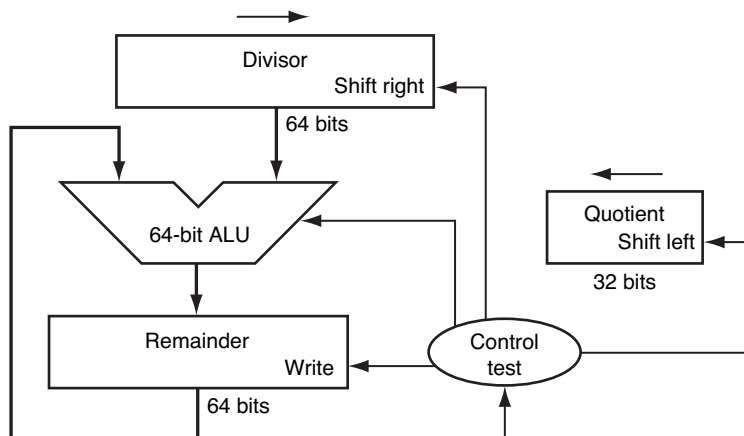 Divisor
Shift right
64 bits
64-bit ALU
Quotient
Shift left
32 bits
Remainder
Write
Control
test
64 bits